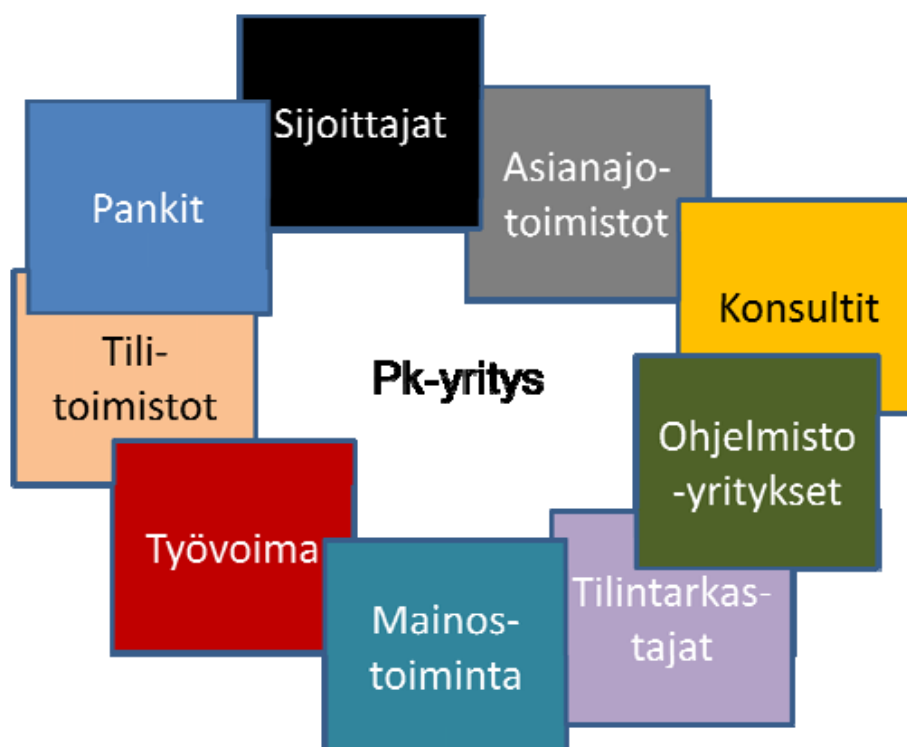 Sijoittajat
Asianajo-
toimistot
Pankit
Konsultit
Tili-
toimistot
Pk-yritys
Ohjelmisto
-yritykset
Työvoima
Mainos-
toiminta
Tilintarkas-
tajat